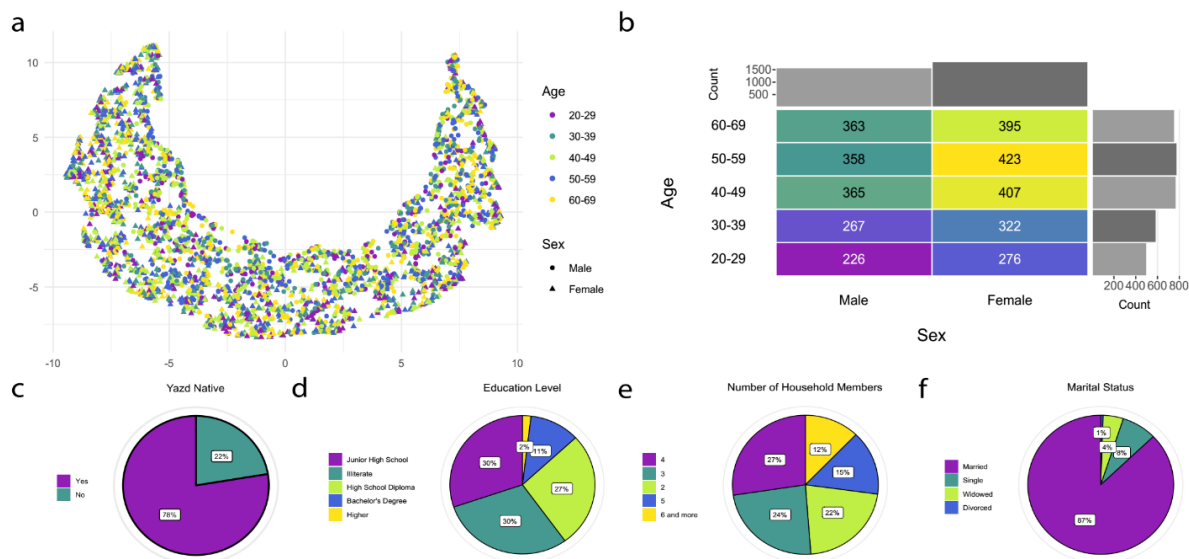 a
10
5
0
-5
-10
-5
0
5
10
Age
20-29
30-39
40-49
50-59
60-69
Sex
Male
Female
b
Count
1500
1000
500
Age
60-69
363
395
50-59
358
423
40-49
365
407
30-39
267
322
20-29
226
276
Male
Female
Sex
200 400 600 800
Count
c
Yazd Native
Yes
No
22%
78%
d
Education Level
Junior High School
Illiterate
High School Diploma
Bachelor's Degree
Higher
2%
11%
30%
27%
30%
e
Number of Household Members
4
3
2
5
6 and more
12%
27%
15%
22%
24%
f
Marital Status
Married
Single
Widowed
Divorced
1%
4%
8%
87%